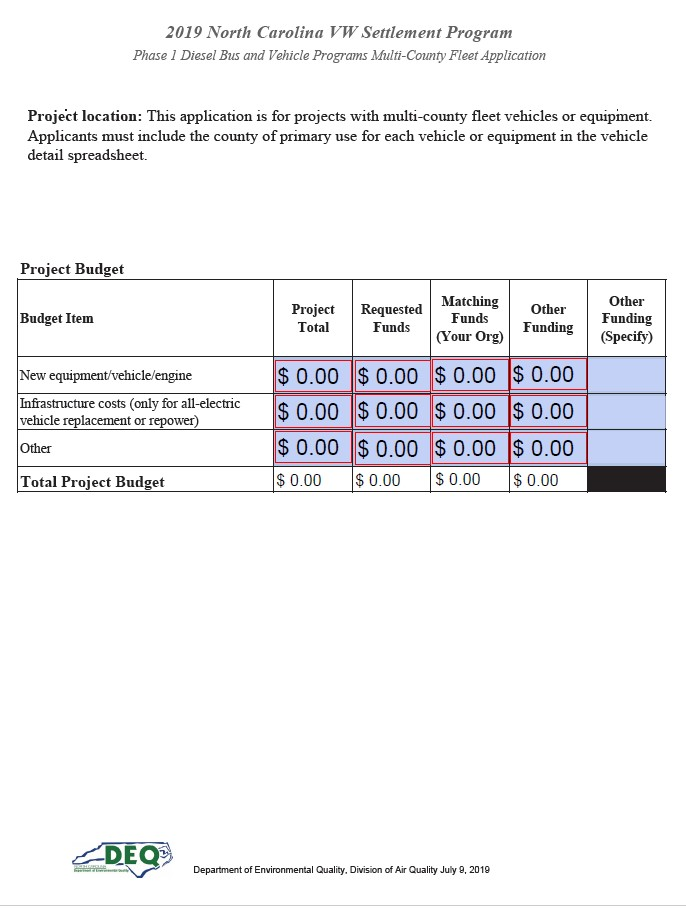 2019 North Carolina VW Settlement Program
Phase 1 Diesel Bus and Vehicle Programs Multi-County Fleet Application
Project location: This application is for projects with multi-county fleet vehicles or equipment.
Applicants must include the county of primary use for each vehicle or equipment in the vehicle
detail spreadsheet.
Project Budget
Budget Item
Project
Total
Requested
Funds
Matching
Funds
(Your Org)
Other
Funding
Other
Funding
(Specify)
New equipment/vehicle/engine
$ 0.00 $ 0.00 $ 0.00 $ 0.00
Infrastructure costs (only for all-electric
vehicle replacement or repower)
$ 0.00 $ 0.00 $ 0.00 $ 0.00
Other
$ 0.00 $ 0.00 $ 0.00 $ 0.00
Total Project Budget
$ 0.00 $ 0.00 $ 0.00 $ 0.00
DEQ
Department of Environmental Quality, Division of Air Quality July 9, 2019